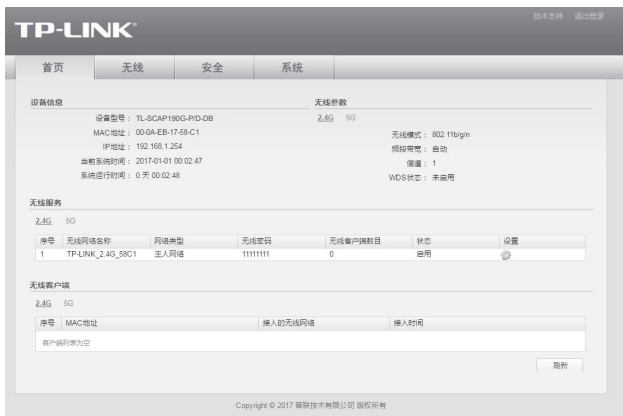 技术支持 退出登录
TP-LINK®
首页 无线 安全 系统
设备信息
设备型号： TL-SCAP190G-P/D-DB
MAC地址： 00-0A-EB-17-58-C1
IP地址： 192.168.1.254
当前系统时间： 2017-01-01 00:02:47
系统运行时间： 0 天 00:02:48
无线参数
2.4G 5G
无线模式： 802.11b/g/n
频段带宽： 自动
信道： 1
WDS状态： 未启用
无线服务
2.4G 5G
序号 无线网络名称 网络类型 无线密码 无线客户端数目 状态 设置
1 TP-LINK_2.4G_58C1 主人网络 11111111 0 启用
无线客户端
2.4G 5G
序号 MAC地址 接入的无线网络 接入时间
客户端列表为空
刷新
Copyright © 2017 普联技术有限公司 版权所有